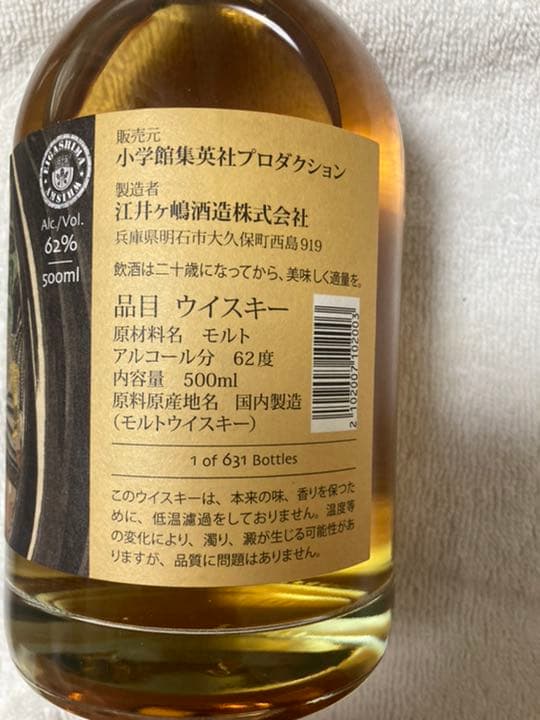 EIGASHIMA
WHISKY
Alc./Vol.
62%
500ml
販売元
小学館集英社プロダクション
製造者
江井ヶ嶋酒造株式会社
兵庫県明石市大久保町西島919
飲酒は二十歳になってから、美味しく適量を。
品目 ウイスキー
原材料名 モルト
アルコール分 62度
内容量 500ml
原料原産地名 国内製造
（モルトウイスキー）
2102007102003
1 of 631 Bottles
このウイスキーは、本来の味、香りを保つた
めに、低温濾過をしておりません。温度等
の変化により、濁り、澱が生じる可能性があ
りますが、品質に問題はありません。